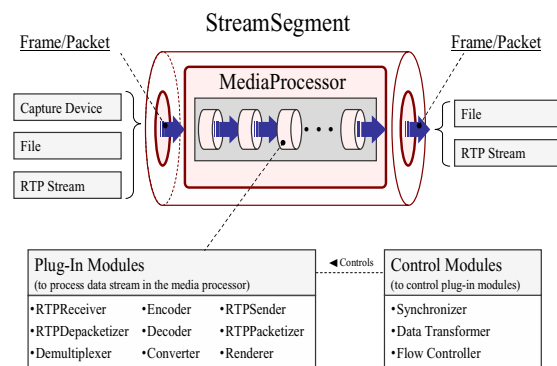 StreamSegment
Frame/Packet
Frame/Packet
MediaProcessor
Capture Device
File
RTP Stream
File
RTP Stream
Plug-In Modules
(to process data stream in the media processor)
•RTPReceiver •Encoder •RTPSender
•RTPDepacketizer •Decoder •RTPPacketizer
•Demultiplexer •Converter •Renderer
◄ Controls
Control Modules
(to control plug-in modules)
•Synchronizer
•Data Transformer
•Flow Controller